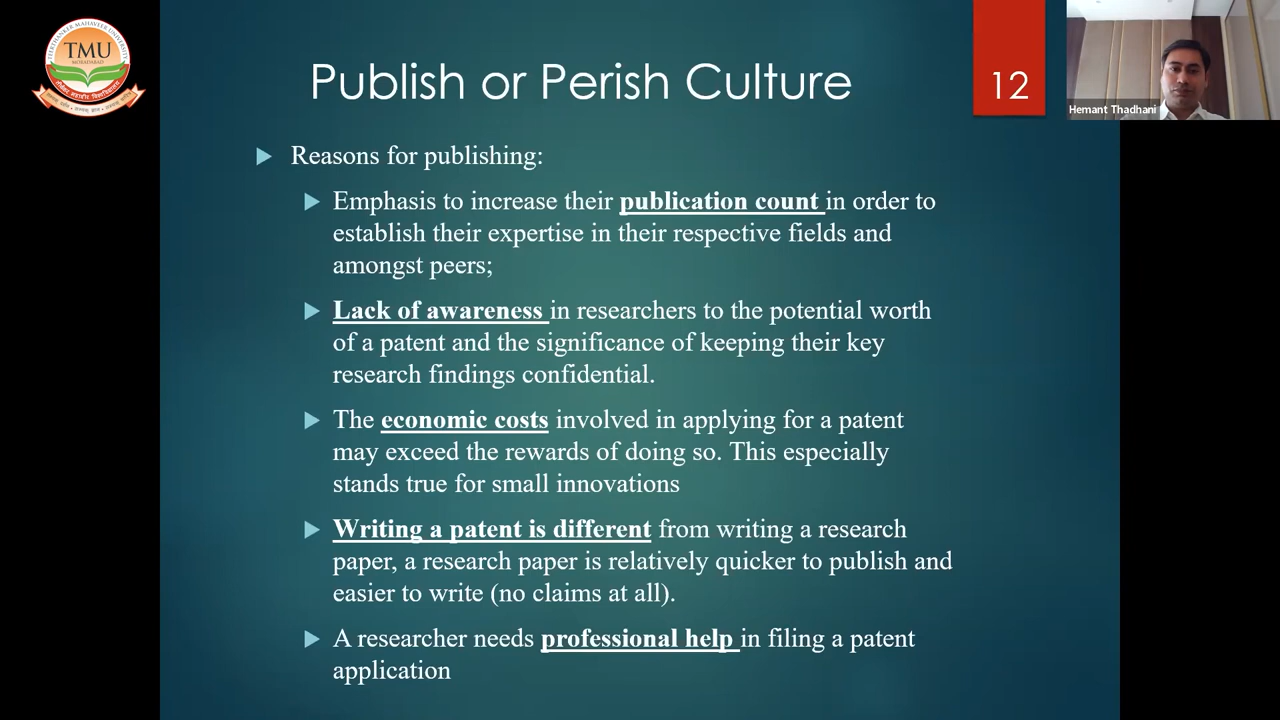 TEERTHANKER MAHAVEER UNIVERSITY
TMU
MORADABAD
Publish or Perish Culture
12
Hemant Thadhani
Reasons for publishing:
Emphasis to increase their publication count in order to
establish their expertise in their respective fields and
amongst peers;
Lack of awareness in researchers to the potential worth
of a patent and the significance of keeping their key
research findings confidential.
The economic costs involved in applying for a patent
may exceed the rewards of doing so. This especially
stands true for small innovations
Writing a patent is different from writing a research
paper, a research paper is relatively quicker to publish and
easier to write (no claims at all).
A researcher needs professional help in filing a patent
application